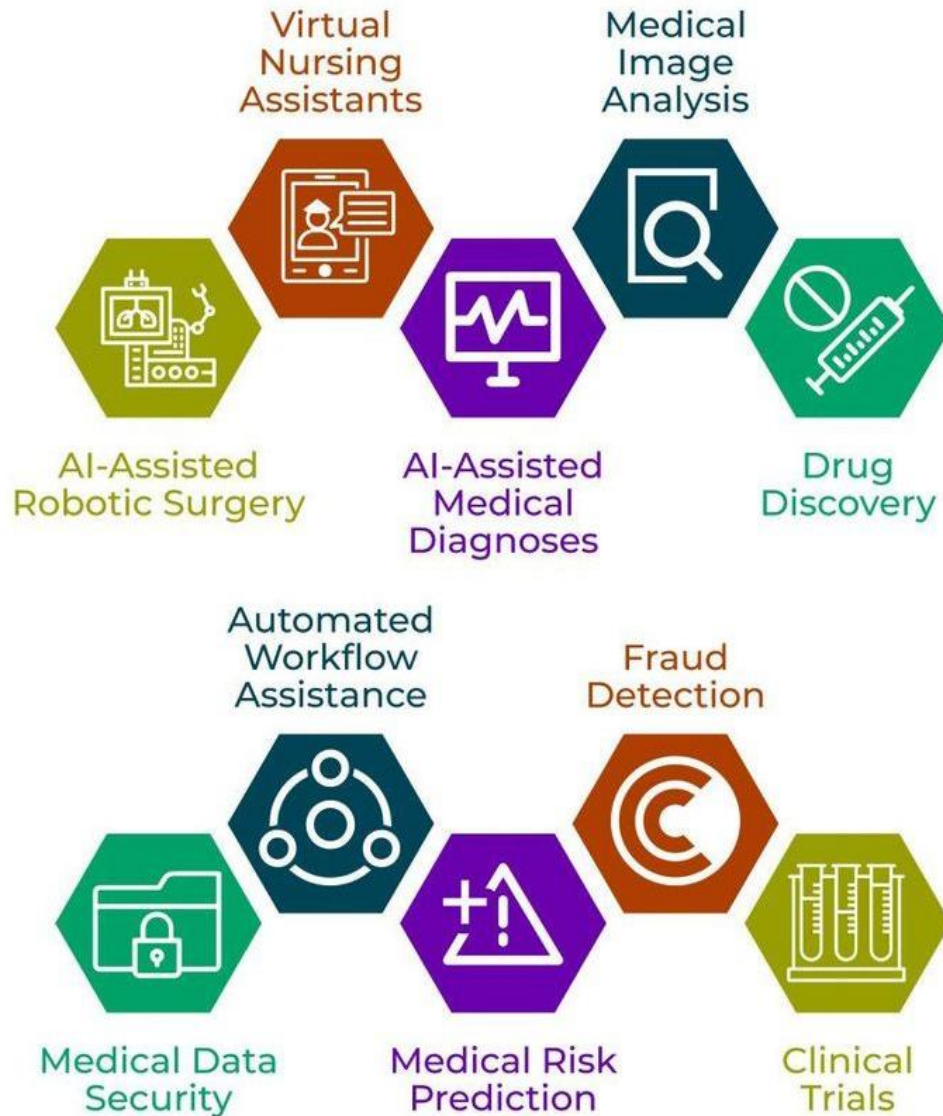 Virtual
Nursing
Assistants
Medical
Image
Analysis
AI-Assisted
Robotic Surgery
AI-Assisted
Medical
Diagnoses
Drug
Discovery
Automated
Workflow
Assistance
Fraud
Detection
Medical Data
Security
Medical Risk
Prediction
Clinical
Trials